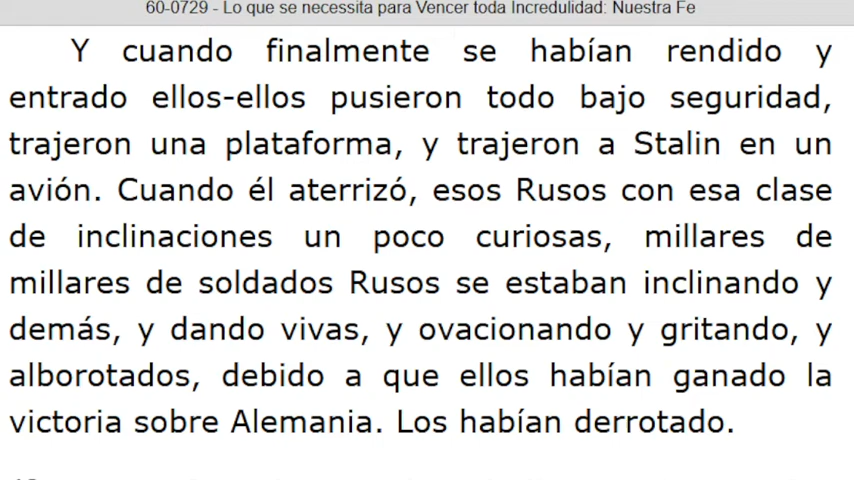 60-0729 - Lo que se necessita para Vencer toda Incredulidad: Nuestra Fe
Y cuando finalmente se habían rendido y
entrado ellos-ellos pusieron todo bajo seguridad,
trajeron una plataforma, y trajeron a Stalin en un
avión. Cuando él aterrizó, esos Rusos con esa clase
de inclinaciones un poco curiosas, millares de
millares de soldados Rusos se estaban inclinando y
demás, y dando vivas, y ovacionando y gritando, y
alborotados, debido a que ellos habían ganado la
victoria sobre Alemania. Los habían derrotado.